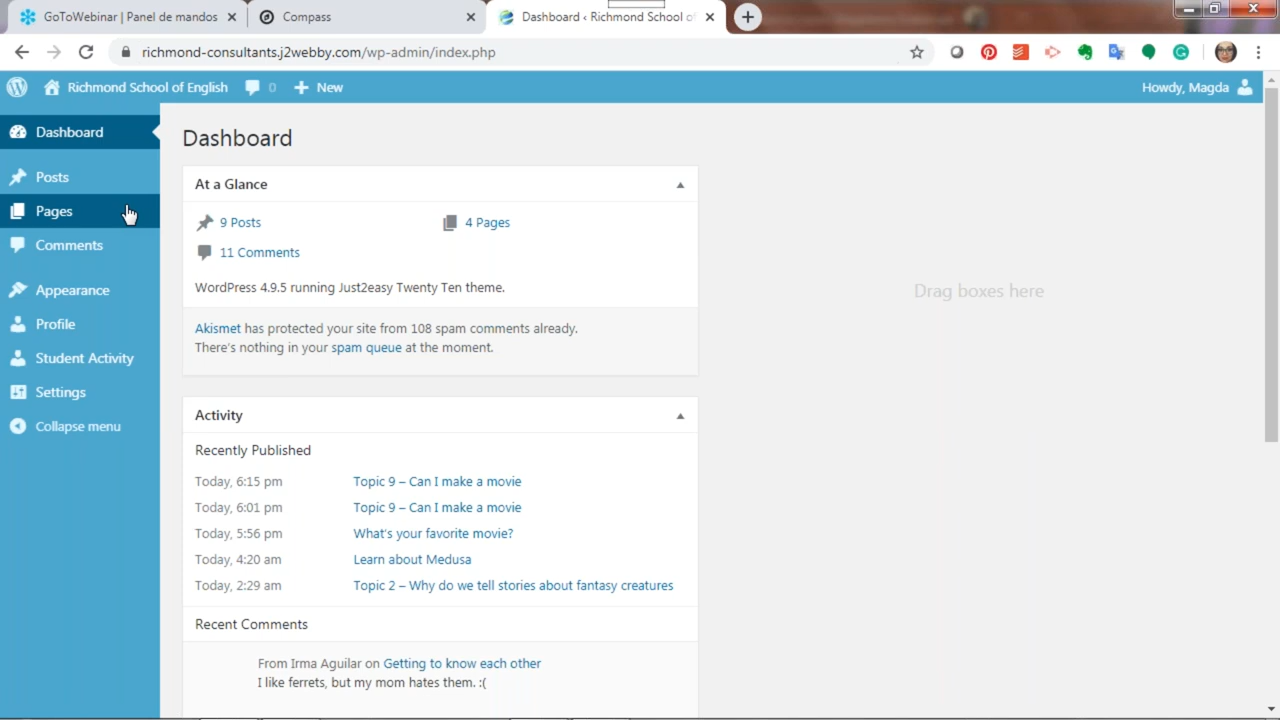 GoToWebinar | Panel de mandos
Compass
Dashboard ‹ Richmond School of
richmond-consultants.j2webby.com/wp-admin/index.php
Richmond School of English 0 New
Howdy, Magda
Dashboard
Posts
Pages
Comments
Appearance
Profile
Student Activity
Settings
Collapse menu
Dashboard
At a Glance
9 Posts
4 Pages
11 Comments
WordPress 4.9.5 running Just2easy Twenty Ten theme.
Akismet has protected your site from 108 spam comments already.
There's nothing in your spam queue at the moment.
Drag boxes here
Activity
Recently Published
Today, 6:15 pm Topic 9 – Can I make a movie
Today, 6:01 pm Topic 9 – Can I make a movie
Today, 5:56 pm What's your favorite movie?
Today, 4:20 am Learn about Medusa
Today, 2:29 am Topic 2 – Why do we tell stories about fantasy creatures
Recent Comments
From Irma Aguilar on Getting to know each other
I like ferrets, but my mom hates them. :(